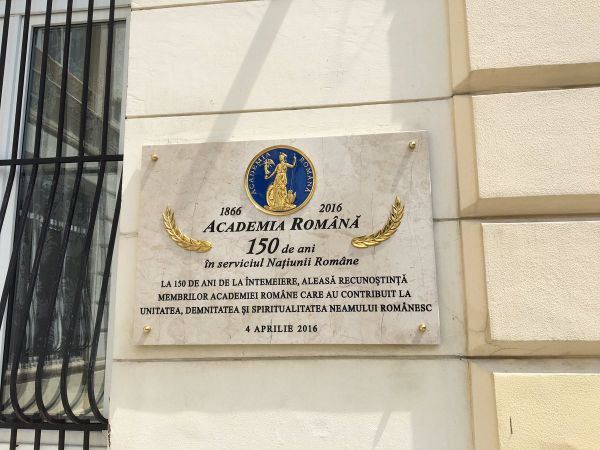 ACADEMIA ROMÂNĂ
1866 2016
ACADEMIA ROMÂNĂ
150 de ani
în serviciul Națiunii Române
LA 150 DE ANI DE LA ÎNTEMEIERE, ALEASĂ RECUNOȘTINȚĂ
MEMBRILOR ACADEMIEI ROMÂNE CARE AU CONTRIBUIT LA
UNITATEA, DEMNITATEA ȘI SPIRITUALITATEA NEAMULUI ROMÂNESC
4 APRILIE 2016